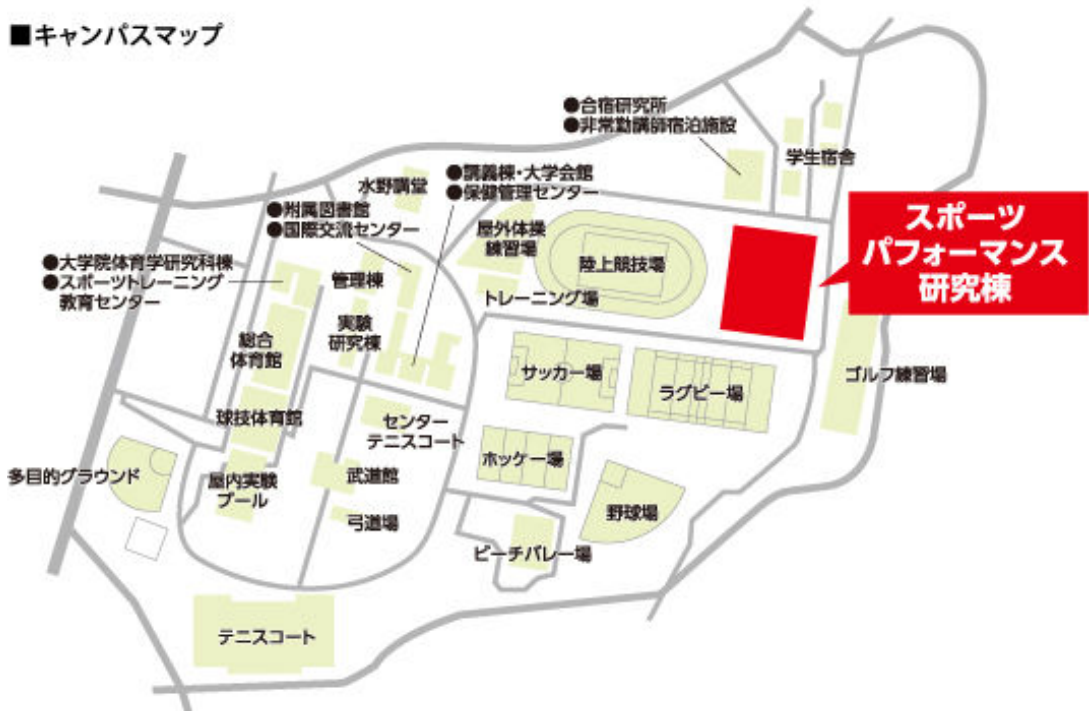 ■キャンパスマップ
●合宿研究所
●非常勤講師宿泊施設
学生宿舎
水野講堂
●講義棟・大学会館
●保健管理センター
●附属図書館
●国際交流センター
屋外体操
練習場
陸上競技場
スポーツ
パフォーマンス
研究棟
●大学院体育学研究科棟
●スポーツトレーニング
教育センター
管理棟
トレーニング場
実験
研究棟
総合
体育館
サッカー場
ラグビー場
ゴルフ練習場
球技体育館
センター
テニスコート
ホッケー場
多目的グラウンド
屋内実験
プール
武道館
弓道場
野球場
ビーチバレー場
テニスコート